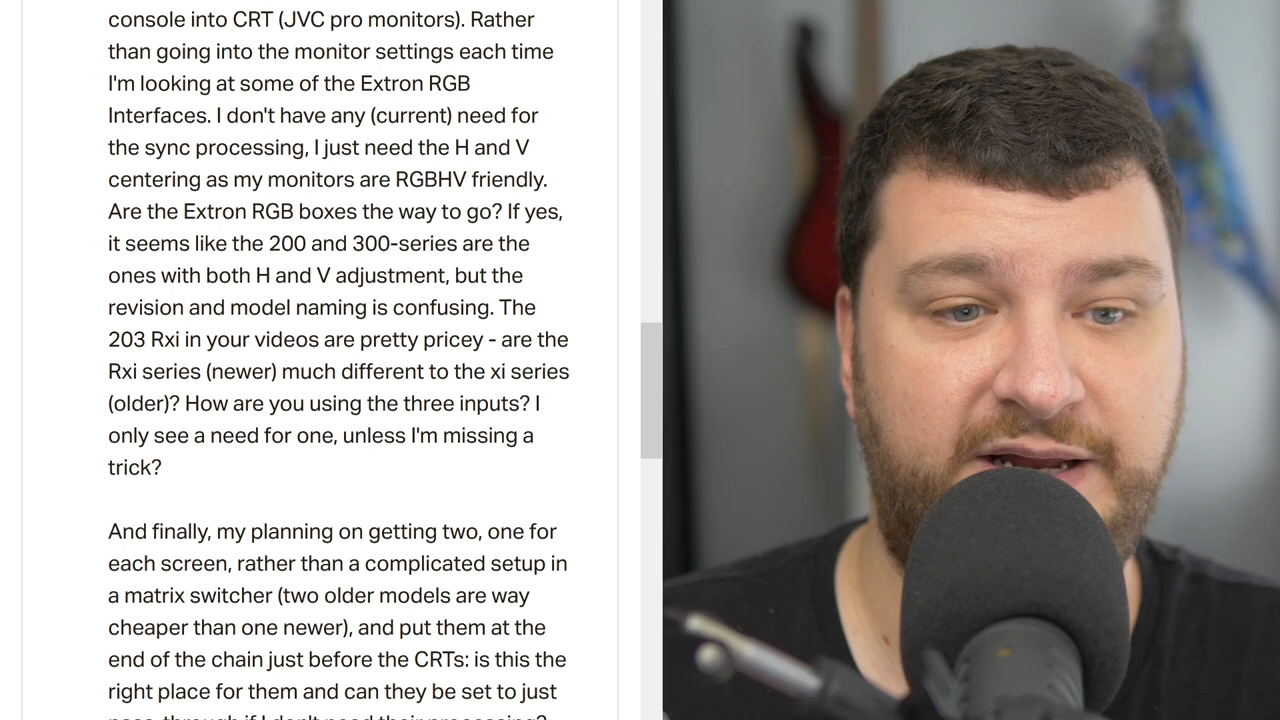 console into CRT (JVC pro monitors). Rather
than going into the monitor settings each time
I'm looking at some of the Extron RGB
Interfaces. I don't have any (current) need for
the sync processing, I just need the H and V
centering as my monitors are RGBHV friendly.
Are the Extron RGB boxes the way to go? If yes,
it seems like the 200 and 300-series are the
ones with both H and V adjustment, but the
revision and model naming is confusing. The
203 Rxi in your videos are pretty pricey - are the
Rxi series (newer) much different to the xi series
(older)? How are you using the three inputs? I
only see a need for one, unless I'm missing a
trick?
And finally, my planning on getting two, one for
each screen, rather than a complicated setup in
a matrix switcher (two older models are way
cheaper than one newer), and put them at the
end of the chain just before the CRTs: is this the
right place for them and can they be set to just
pass-through if I don't need their processing?